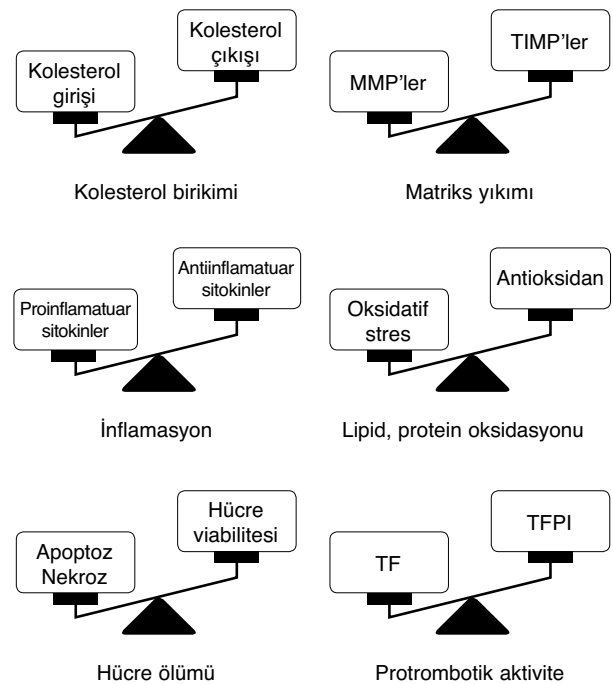 Kolesterol
girişi
Kolesterol
çıkışı
Kolesterol birikimi
MMP'ler
TIMP'ler
Matriks yıkımı
Proinflamatuar
sitokinler
Antiinflamatuar
sitokinler
İnflamasyon
Oksidatif
stres
Antioksidan
Lipid, protein oksidasyonu
Apoptoz
Nekroz
Hücre
viabilitesi
Hücre ölümü
TF
TFPI
Protrombotik aktivite